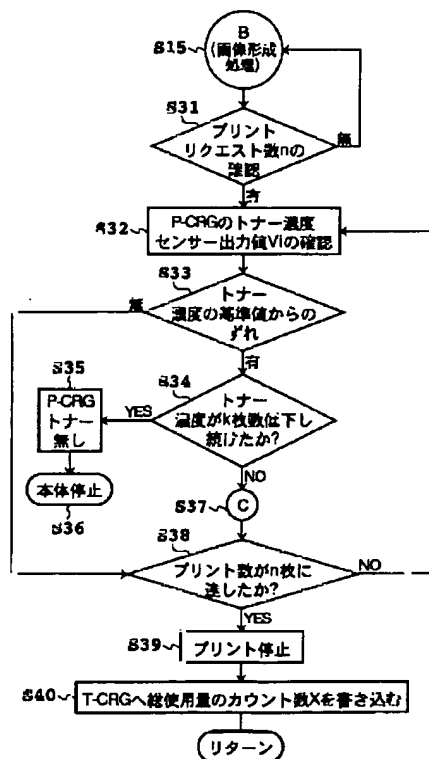 S15
B
(画像形成
処理)
S31
プリント
リクエスト数nの
確認
無
有
S32
P-CRGのトナー濃度
センサー出力値Viの確認
S33
トナー
濃度の基準値からの
ずれ
無
有
S35
P-CRG
トナー
無し
S34
トナー
濃度がk枚数低下し
続けたか?
YES
NO
本体停止
S36
S37
C
S38
プリント数がn枚に
達したか?
NO
YES
S39
プリント停止
S40
T-CRGへ総使用量のカウント数Xを書き込む
リターン